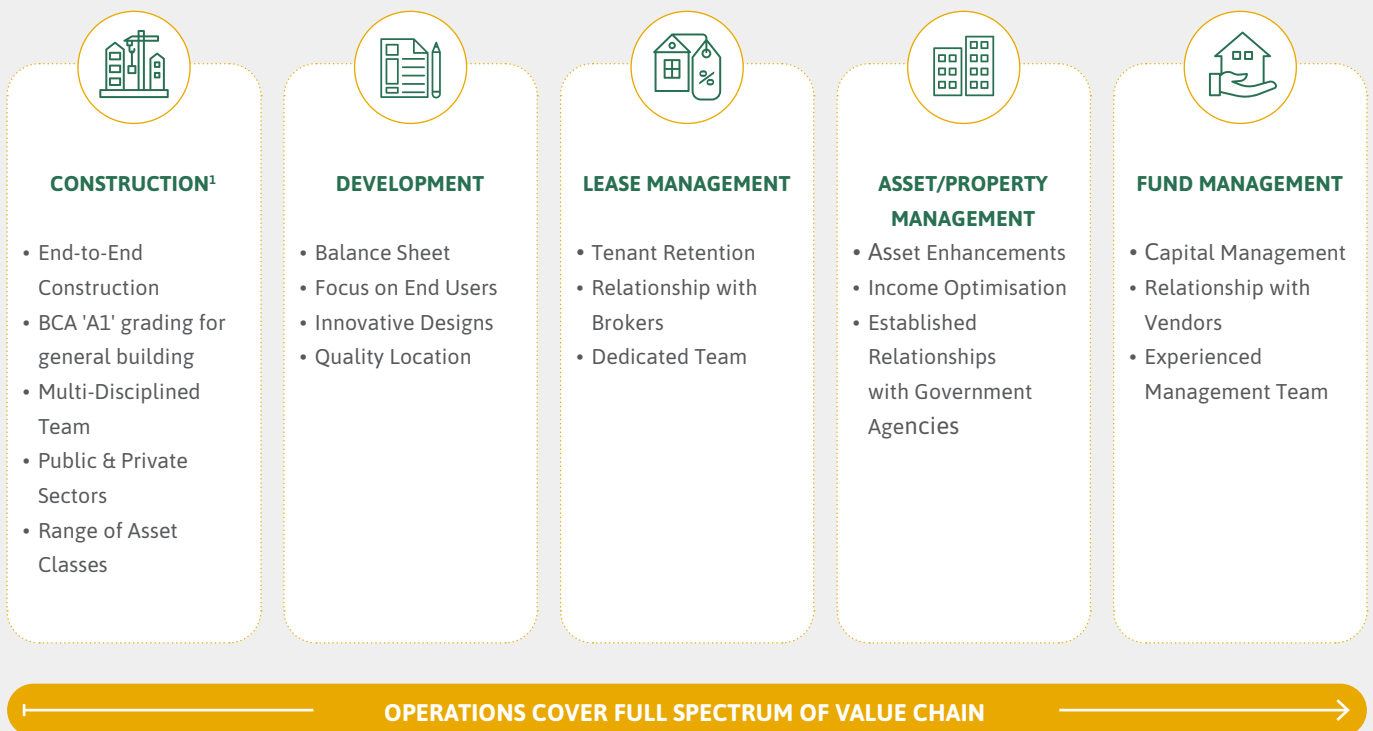 CONSTRUCTION¹
• End-to-End
Construction
• BCA 'A1' grading for
general building
• Multi-Disciplined
Team
• Public & Private
Sectors
• Range of Asset
Classes
DEVELOPMENT
• Balance Sheet
• Focus on End Users
• Innovative Designs
• Quality Location
LEASE MANAGEMENT
• Tenant Retention
• Relationship with
Brokers
• Dedicated Team
ASSET/PROPERTY
MANAGEMENT
• Asset Enhancements
• Income Optimisation
• Established
Relationships
with Government
Agencies
FUND MANAGEMENT
• Capital Management
• Relationship with
Vendors
• Experienced
Management Team
%
OPERATIONS COVER FULL SPECTRUM OF VALUE CHAIN